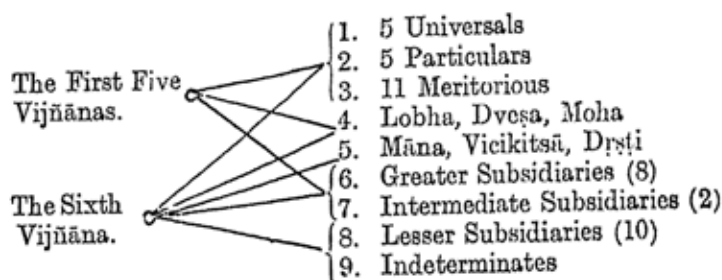 1. 5 Universals
2. 5 Particulars
3. 11 Meritorious
The First Five
Vijñānas.
4. Lobha, Dveṣa, Moha
5. Māna, Vicikitsā, Dṛṣṭi
6. Greater Subsidiaries (8)
7. Intermediate Subsidiaries (2)
The Sixth
Vijñāna.
8. Lesser Subsidiaries (10)
9. Indeterminates